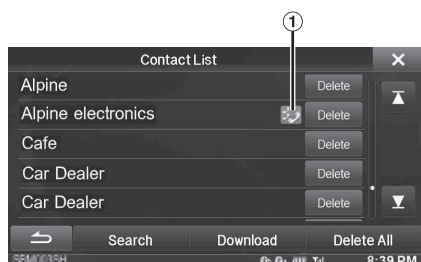 1
Contact List
Alpine Delete
Alpine electronics Delete
Cafe Delete
Car Dealer Delete
Car Dealer Delete
Search Download Delete All
8:39 PM